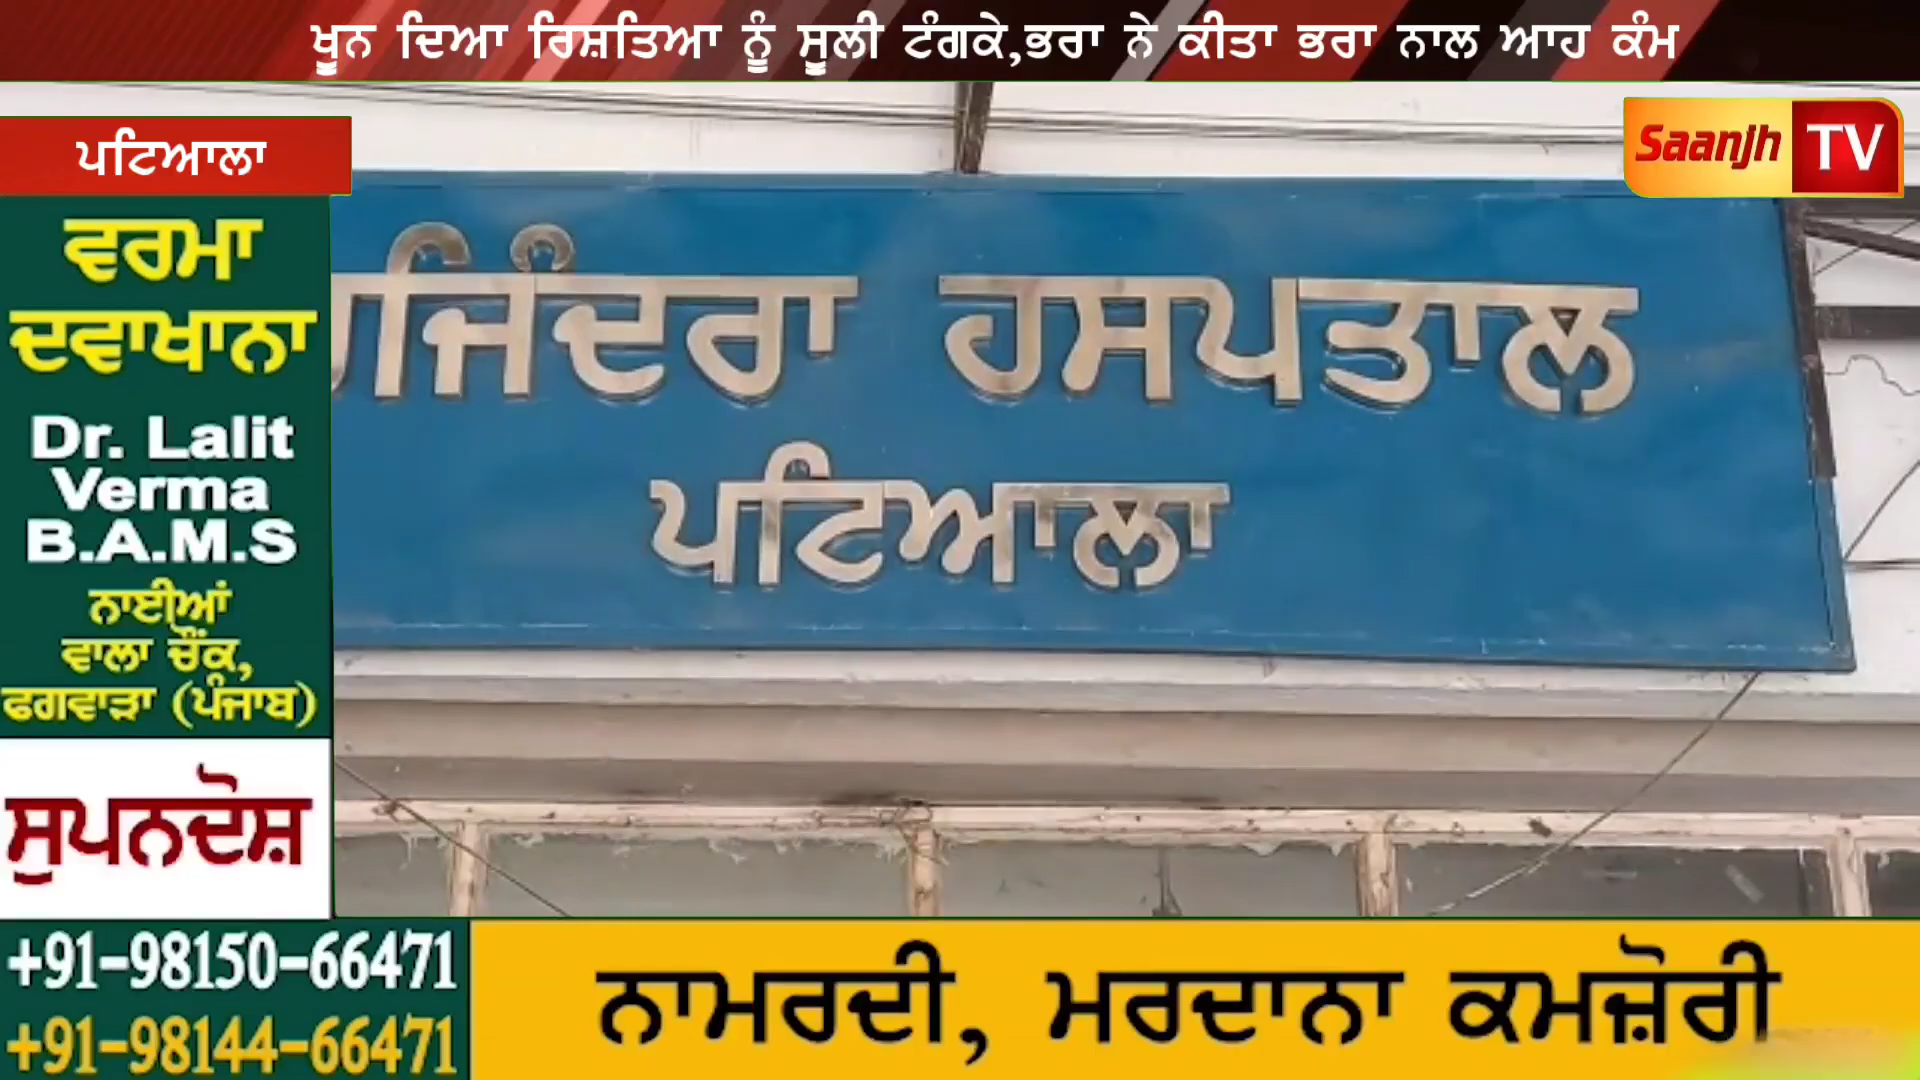 ਖ਼ੂਨ ਦਿਆ ਰਿਸ਼ਤਿਆ ਨੂੰ ਸੂਲੀ ਟੰਗਕੇ,ਭਰਾ ਨੇ ਕੀਤਾ ਭਰਾ ਨਾਲ ਆਹ ਕੰਮ
Saanjh TV
ਪਟਿਆਲਾ
ਹਸਪਤਾਲ
ਪਟਿਆਲਾ
ਵਰਮਾ
ਦਵਾਖਾਨਾ
Dr. Lalit
Verma
B.A.M.S
ਨਾਈਆਂ
ਵਾਲਾ ਚੌਂਕ,
ਫਗਵਾੜਾ (ਪੰਜਾਬ)
ਸੁਪਨਦੋਸ਼
+91-98150-66471
+91-98144-66471
ਨਾਮਰਦੀ, ਮਰਦਾਨਾ ਕਮਜ਼ੋਰੀ